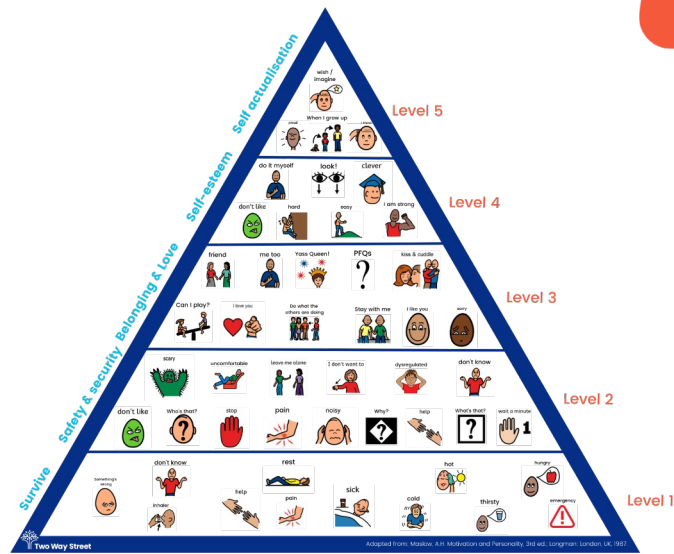 wish /
imagine
Level 5
When I grow up
proud
Self actualisation
do it myself
look!
clever
don't like
hard
easy
I am strong
Level 4
Self-esteem
friend
me too
Yass Queen!
PFQs
kiss & cuddle
Can I play?
I love you
Do what the
others are doing
Stay with me
I like you
sorry
Level 3
Belonging & Love
scary
uncomfortable
leave me alone
I don't want to
dysregulated
don't know
don't like
Who's that?
stop
pain
noisy
Why?
help
What's that?
wait a minute
1
Level 2
Safety & security
Something's
wrong
don't know
inhaler
help
rest
pain
sick
cold
hot
thirsty
hungry
emergency
Level 1
Survive
Two Way Street
Adapted from: Maslow, A.H. Motivation and Personality, 3rd ed.; Longman: London, UK, 1987.